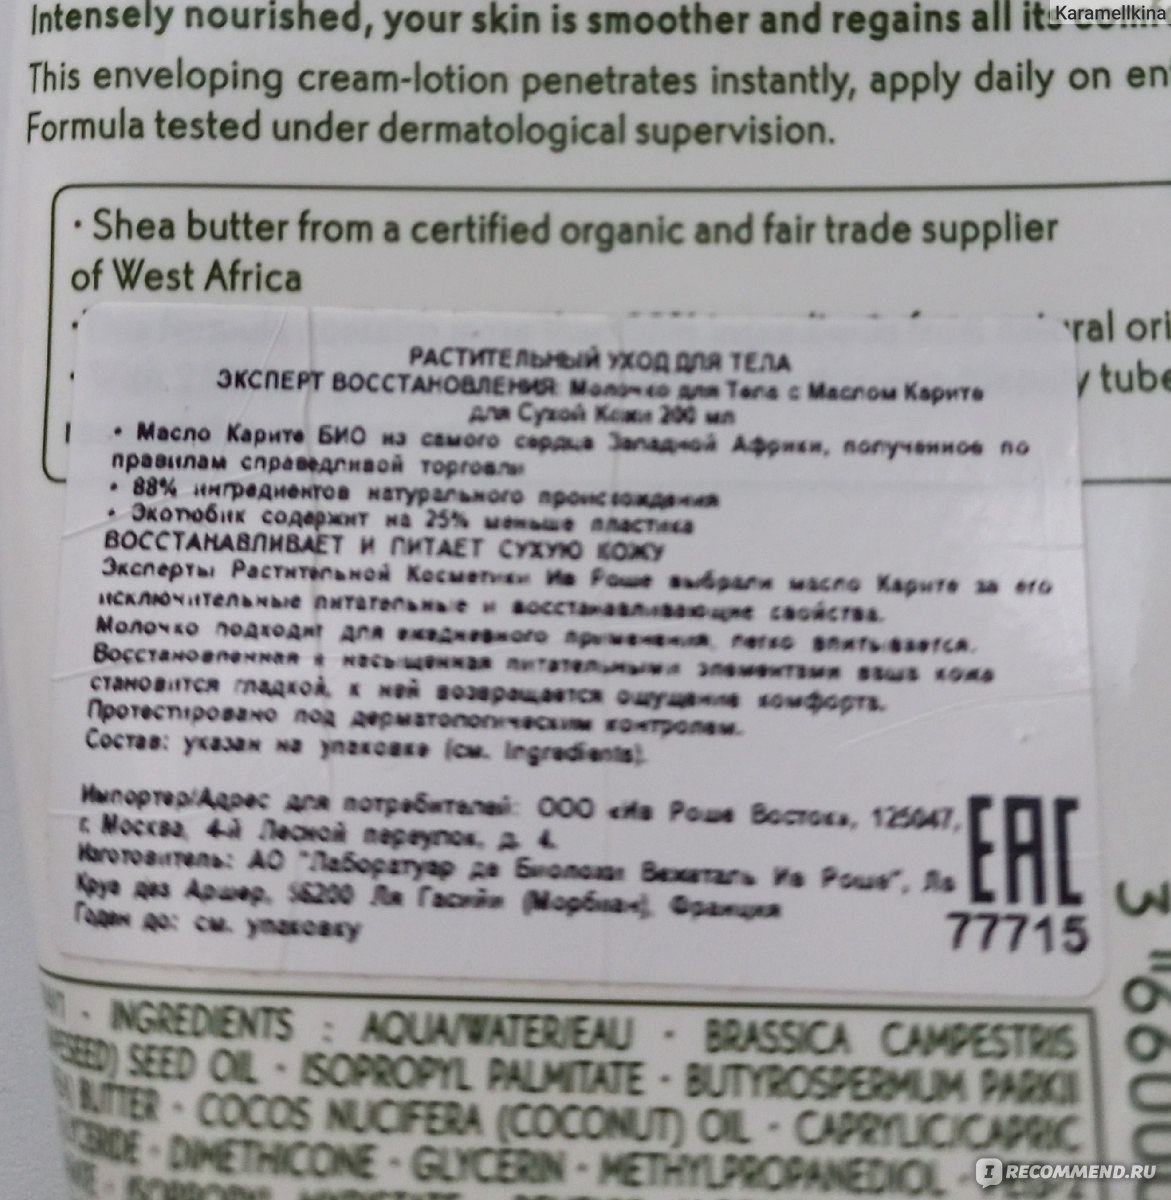 Karamellkina
Intensely nourished, your skin is smoother and regains all its
This enveloping cream-lotion penetrates instantly, apply daily on
Formula tested under dermatological supervision.
· Shea butter from a certified organic and fair trade supplier
of West Africa
tube
РАСТИТЕЛЬНЫЙ УХОД ДЛЯ ТЕЛА
ЭКСПЕРТ ВОССТАНОВЛЕНИЯ: Молочко для Тела с Маслом Карите
для Сухой Кожи 200 мл
• Масло Карите БИО из самого сердца Западной Африки, полученное по
правилам справедливой торговли
• 88% ингредиентов натурального происхождения
• Экотюбик содержит на 25% меньше пластика
ВОССТАНАВЛИВАЕТ И ПИТАЕТ СУХУЮ КОЖУ
Эксперты Растительной Косметики Ив Роше выбрали масло Карите за его
исключительные питательные и восстанавливающие свойства.
Молочко подходит для ежедневного применения, легко впитывается.
Восстановленная и насыщенная питательными элементами ваша кожа
становится гладкой, к ней возвращается ощущение комфорта.
Протестировано под дерматологическим контролем.
Состав: указан на упаковке (см. Ingredients).
Импортер/Адрес для потребителей: ООО «Ив Роше Восток», 125047,
г. Москва, 4-й Лесной переулок, д. 4.
Изготовитель: АО "Лаборатуар де Биоложи Вежеталь Ив Роше", Ла
Круа дез Аршер, 56200 Ля Гасийи (Морбиан), Франция
Годен до: см. упаковку
EAC
77715
3
· INGREDIENTS : AQUA/WATER/EAU · BRASSICA CAMPESTRIS
SEED OIL · ISOPROPYL PALMITATE · BUTYROSPERMUM PARKII
BUTTER · COCOS NUCIFERA (COCONUT) OIL · CAPRYLIC/CAPRIC
· DIMETHICONE · GLYCERIN · METHYLPROPANEDIOL ·
IRECOMMEND.RU